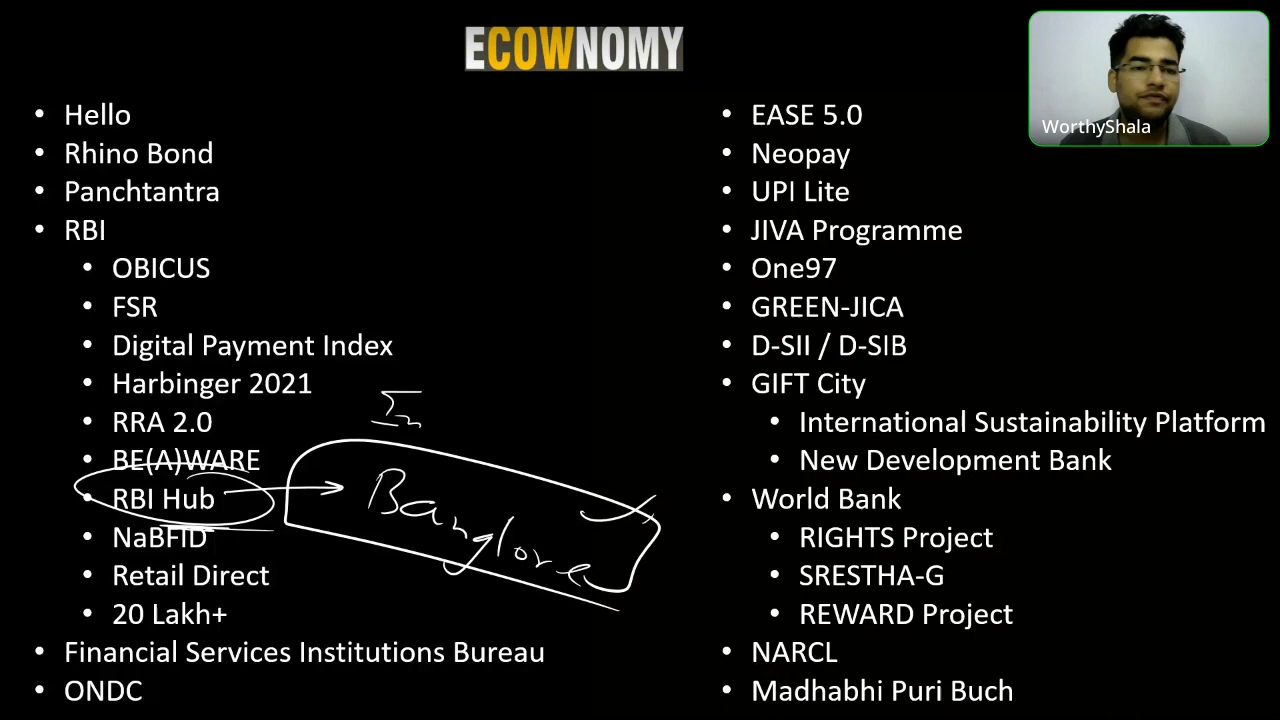 ECOWNOMY
WorthyShala
• Hello
• Rhino Bond
• Panchtantra
• RBI
• OBICUS
• FSR
• Digital Payment Index
• Harbinger 2021
• RRA 2.0
• BE(A)WARE
• RBI Hub
Banglore
• NaBFID
• Retail Direct
• 20 Lakh+
• Financial Services Institutions Bureau
• ONDC
• EASE 5.0
• Neopay
• UPI Lite
• JIVA Programme
• One97
• GREEN-JICA
• D-SII / D-SIB
• GIFT City
• International Sustainability Platform
• New Development Bank
• World Bank
• RIGHTS Project
• SRESTHA-G
• REWARD Project
• NARCL
• Madhabhi Puri Buch